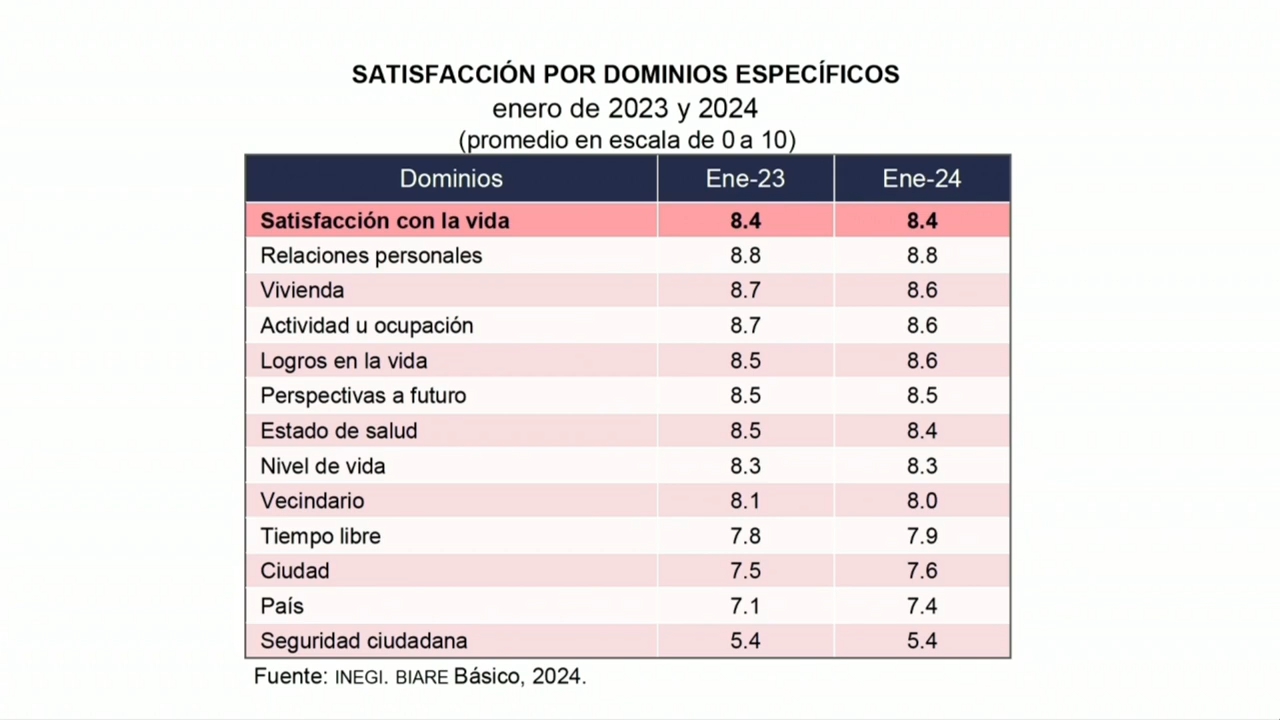 SATISFACCIÓN POR DOMINIOS ESPECÍFICOS
enero de 2023 y 2024
(promedio en escala de 0 a 10)
Dominios Ene-23 Ene-24
Satisfacción con la vida 8.4 8.4
Relaciones personales 8.8 8.8
Vivienda 8.7 8.6
Actividad u ocupación 8.7 8.6
Logros en la vida 8.5 8.6
Perspectivas a futuro 8.5 8.5
Estado de salud 8.5 8.4
Nivel de vida 8.3 8.3
Vecindario 8.1 8.0
Tiempo libre 7.8 7.9
Ciudad 7.5 7.6
País 7.1 7.4
Seguridad ciudadana 5.4 5.4
Fuente: INEGI. BIARE Básico, 2024.